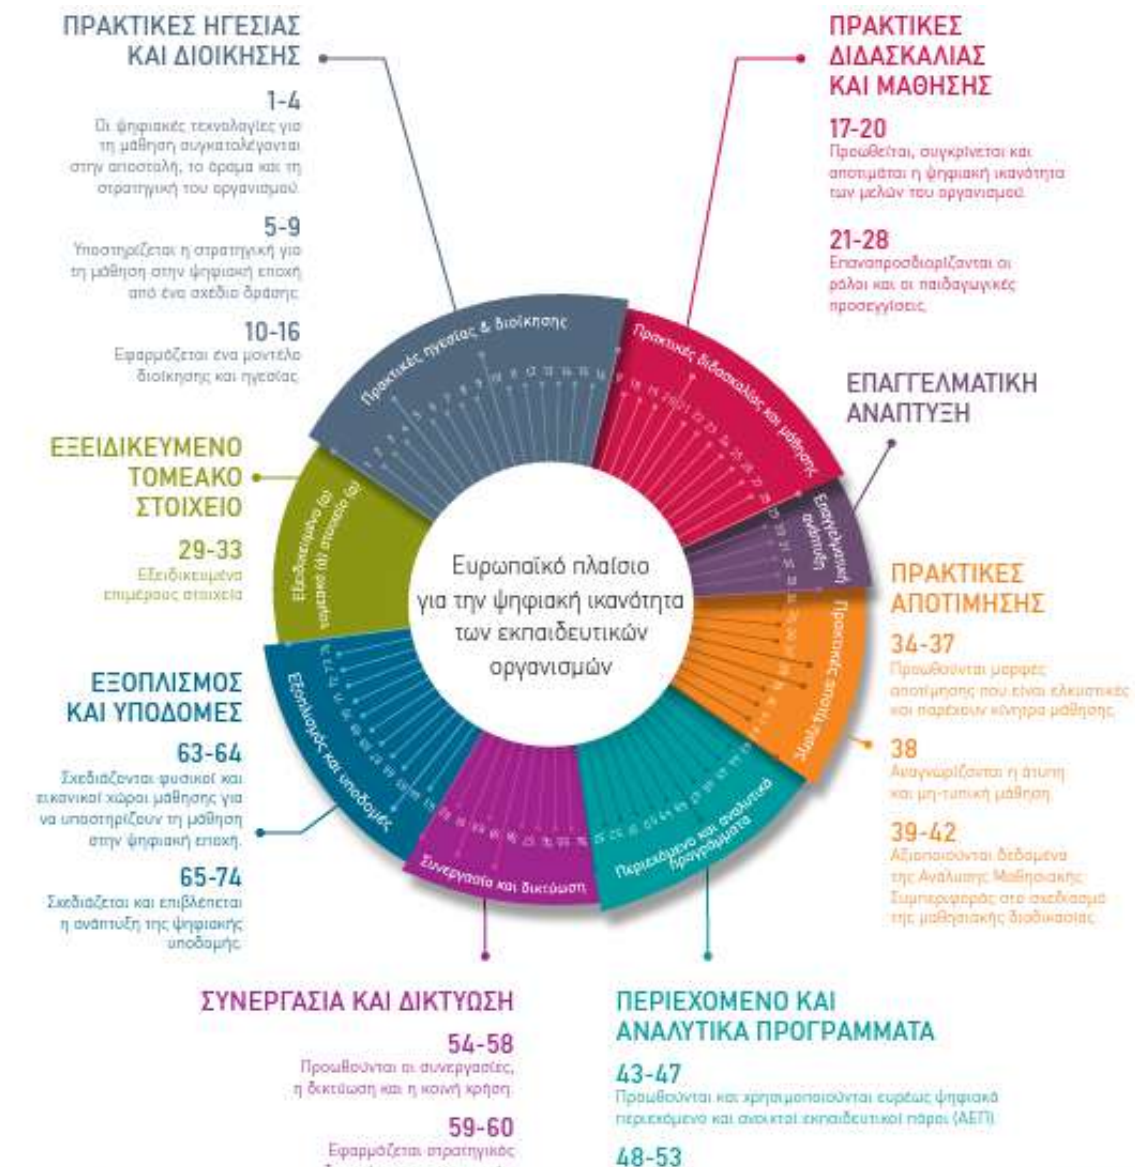 ΠΡΑΚΤΙΚΕΣ ΗΓΕΣΙΑΣ
ΚΑΙ ΔΙΟΙΚΗΣΗΣ
1-4
Οι ψηφιακές τεχνολογίες για
τη μάθηση συγκαταλέγονται
στην αποστολή, το όραμα και τη
στρατηγική του οργανισμού.
5-9
Υποστηρίζεται η στρατηγική για
τη μάθηση στην ψηφιακή εποχή
από ένα σχέδιο δράσης.
10-16
Εφαρμόζεται ένα μοντέλο
διοίκησης και ηγεσίας.
ΠΡΑΚΤΙΚΕΣ
ΔΙΔΑΣΚΑΛΙΑΣ
ΚΑΙ ΜΑΘΗΣΗΣ
17-20
Προωθείται, συγκρίνεται και
αποτιμάται η ψηφιακή ικανότητα
των μελών του οργανισμού.
21-28
Επαναπροσδιορίζονται οι
ρόλοι και οι παιδαγωγικές
προσεγγίσεις.
ΕΠΑΓΓΕΛΜΑΤΙΚΗ
ΑΝΑΠΤΥΞΗ
ΕΞΕΙΔΙΚΕΥΜΕΝΟ
ΤΟΜΕΑΚΟ
ΣΤΟΙΧΕΙΟ
29-33
Εξειδικευμένα
επιμέρους στοιχεία
Πρακτικές ηγεσίας & διοίκησης
Πρακτικές διδασκαλίας και μάθησης
Επαγγελματική
ανάπτυξη
Πρακτικές αποτίμησης
Περιεχόμενο και αναλυτικά
προγράμματα
Συνεργασία και δικτύωση
Εξοπλισμός και υποδομές
Εξειδικευμένο (α)
τομεακό (ά) στοιχείο (α)
Ευρωπαϊκό πλαίσιο
για την ψηφιακή ικανότητα
των εκπαιδευτικών
οργανισμών
ΠΡΑΚΤΙΚΕΣ
ΑΠΟΤΙΜΗΣΗΣ
34-37
Προωθούνται μορφές
αποτίμησης που είναι ελκυστικές
και παρέχουν κίνητρα μάθησης.
38
Αναγνωρίζονται η άτυπη
και μη-τυπική μάθηση.
39-42
Αξιοποιούνται δεδομένα
της Ανάλυσης Μαθησιακής
Συμπεριφοράς στο σχεδιασμό
της μαθησιακής διαδικασίας.
ΕΞΟΠΛΙΣΜΟΣ
ΚΑΙ ΥΠΟΔΟΜΕΣ
63-64
Σχεδιάζονται φυσικοί και
εικονικοί χώροι μάθησης για
να υποστηρίζουν τη μάθηση
στην ψηφιακή εποχή.
65-74
Σχεδιάζεται και επιβλέπεται
η ανάπτυξη της ψηφιακής
υποδομής.
ΣΥΝΕΡΓΑΣΙΑ ΚΑΙ ΔΙΚΤΥΩΣΗ
54-58
Προωθούνται οι συνεργασίες,
η δικτύωση και η κοινή χρήση.
59-60
Εφαρμόζεται στρατηγικός
ΠΕΡΙΕΧΟΜΕΝΟ ΚΑΙ
ΑΝΑΛΥΤΙΚΑ ΠΡΟΓΡΑΜΜΑΤΑ
43-47
Προωθούνται και χρησιμοποιούνται ευρέως ψηφιακό
περιεχόμενο και ανοικτοί εκπαιδευτικοί πόροι (ΑΕΠ).
48-53